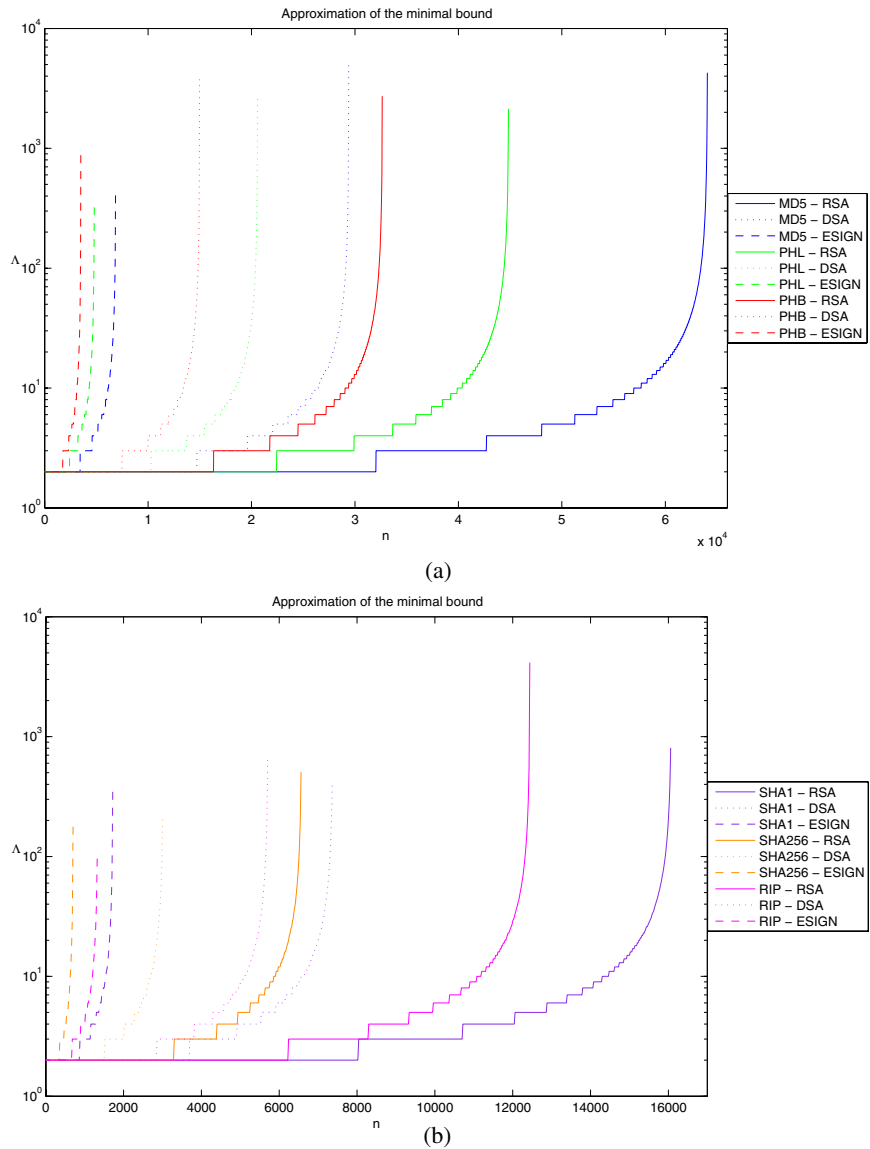 Approximation of the minimal bound
10^4
10^3
10^2
10^1
10^0
Λ
0 1 2 3 4 5 6
n
x 10^4
MD5 − RSA
MD5 − DSA
MD5 − ESIGN
PHL − RSA
PHL − DSA
PHL − ESIGN
PHB − RSA
PHB − DSA
PHB − ESIGN
(a)
Approximation of the minimal bound
10^4
10^3
10^2
10^1
10^0
Λ
0 2000 4000 6000 8000 10000 12000 14000 16000
n
SHA1 − RSA
SHA1 − DSA
SHA1 − ESIGN
SHA256 − RSA
SHA256 − DSA
SHA256 − ESIGN
RIP − RSA
RIP − DSA
RIP − ESIGN
(b)